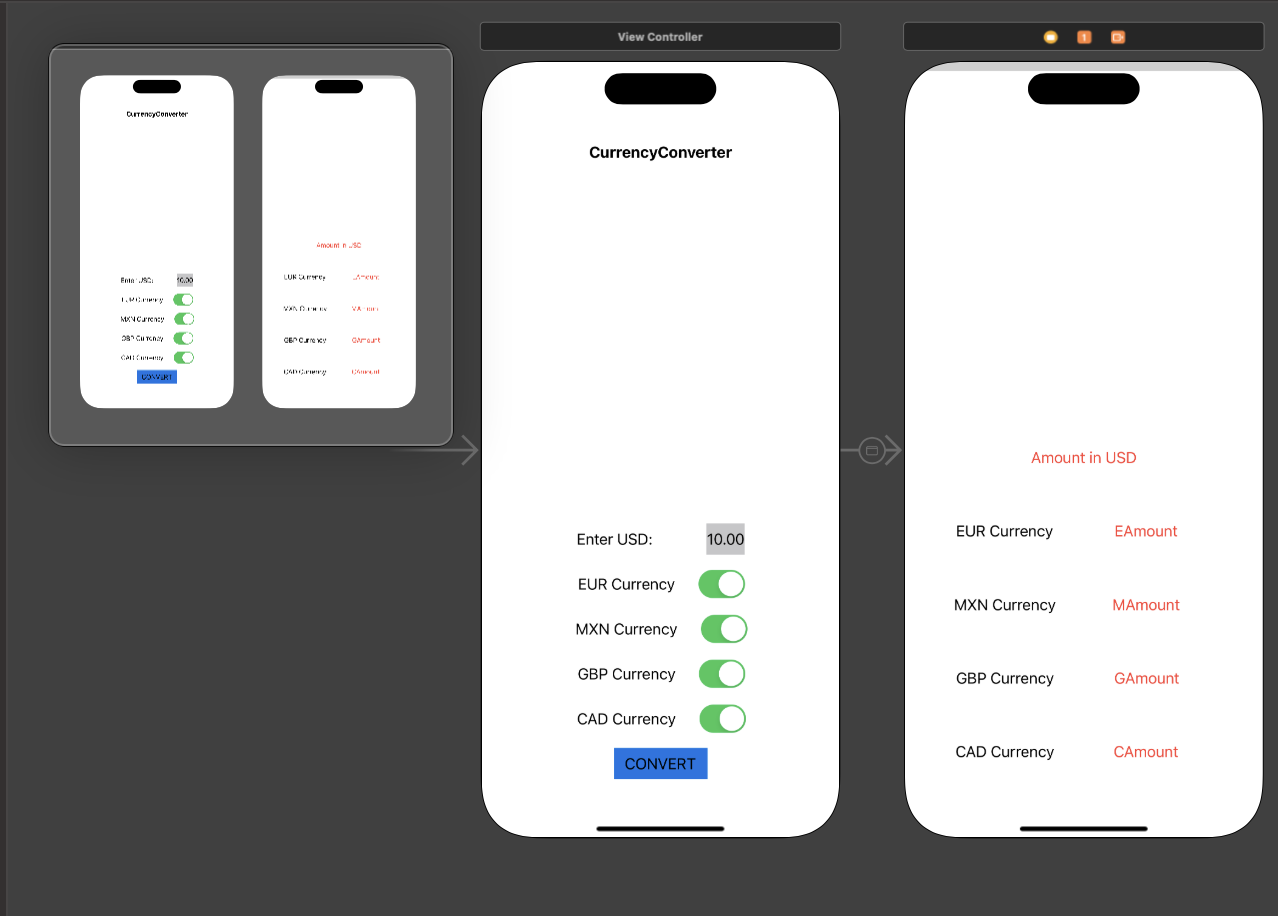 View Controller
1
CurrencyConverter
Amount in USD
Enter USD: 10.00
EUR Currency EAmount
EUR Currency
MXN Currency MAmount
MXN Currency
GBP Currency GAmount
GBP Currency
CAD Currency CAmount
CAD Currency
CONVERT
CurrencyConverter
Enter USD: 10.00
EUR Currency
MXN Currency
GBP Currency
CAD Currency
CONVERT
Amount in USD
EUR Currency EAmount
MXN Currency MAmount
GBP Currency GAmount
CAD Currency CAmount